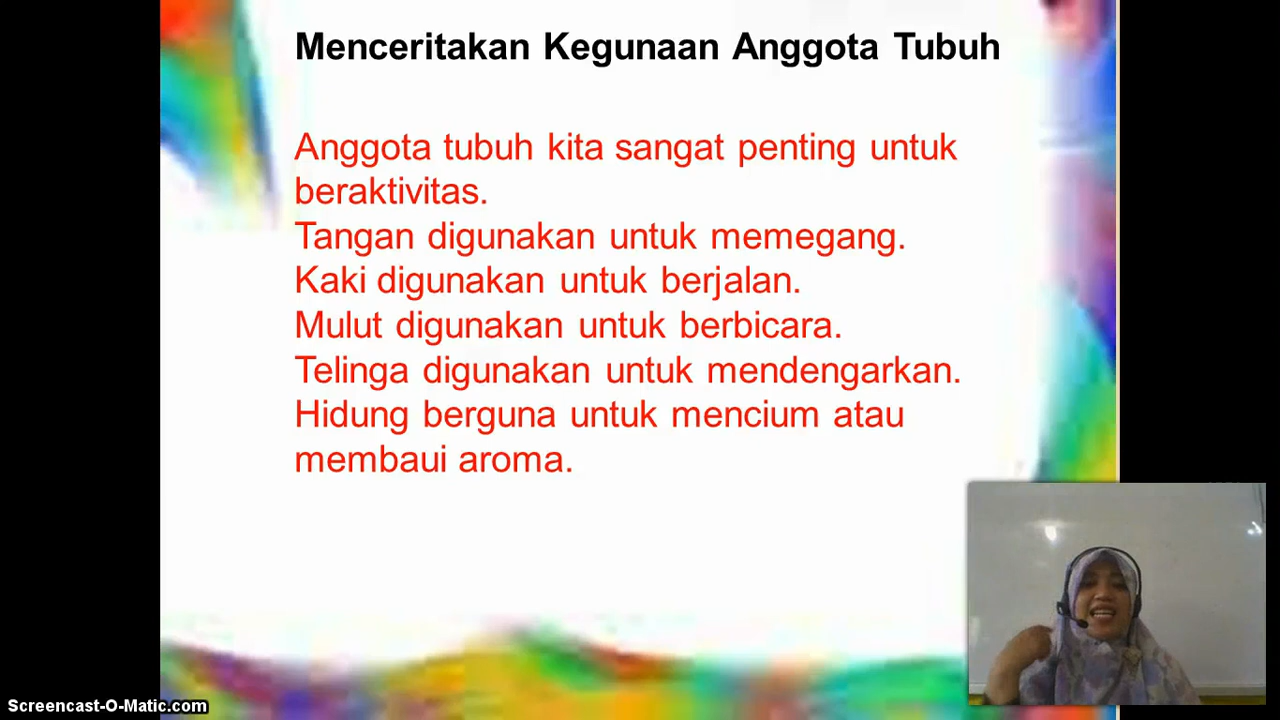 Menceritakan Kegunaan Anggota Tubuh
Anggota tubuh kita sangat penting untuk
beraktivitas.
Tangan digunakan untuk memegang.
Kaki digunakan untuk berjalan.
Mulut digunakan untuk berbicara.
Telinga digunakan untuk mendengarkan.
Hidung berguna untuk mencium atau
membaui aroma.
Screencast-O-Matic.com